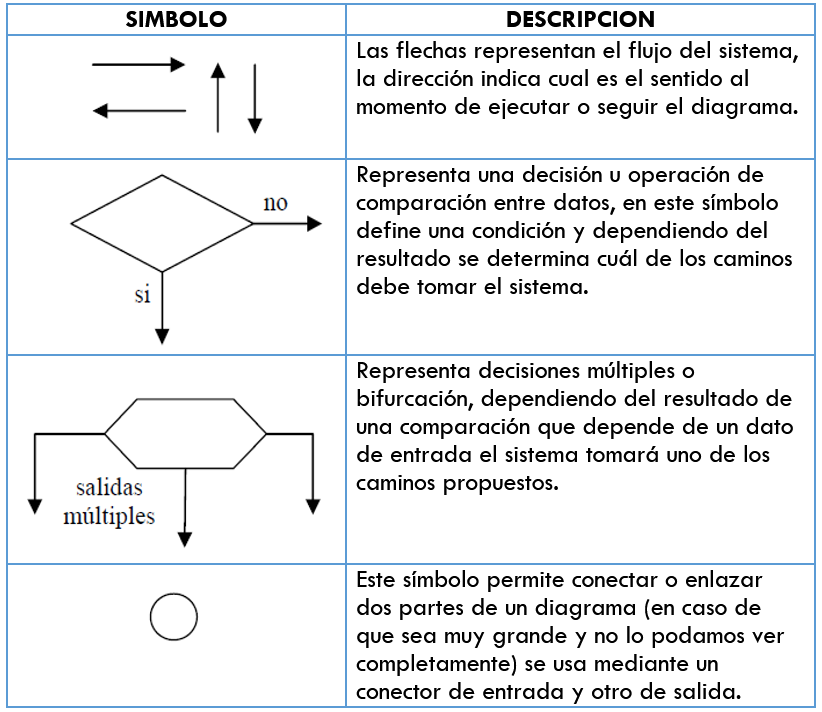 SIMBOLO
DESCRIPCION
Las flechas representan el flujo del sistema,
la dirección indica cual es el sentido al
momento de ejecutar o seguir el diagrama.
no
si
Representa una decisión u operación de
comparación entre datos, en este símbolo
define una condición y dependiendo del
resultado se determina cuál de los caminos
debe tomar el sistema.
salidas
múltiples
Representa decisiones múltiples o
bifurcación, dependiendo del resultado de
una comparación que depende de un dato
de entrada el sistema tomará uno de los
caminos propuestos.
Este símbolo permite conectar o enlazar
dos partes de un diagrama (en caso de
que sea muy grande y no lo podamos ver
completamente) se usa mediante un
conector de entrada y otro de salida.